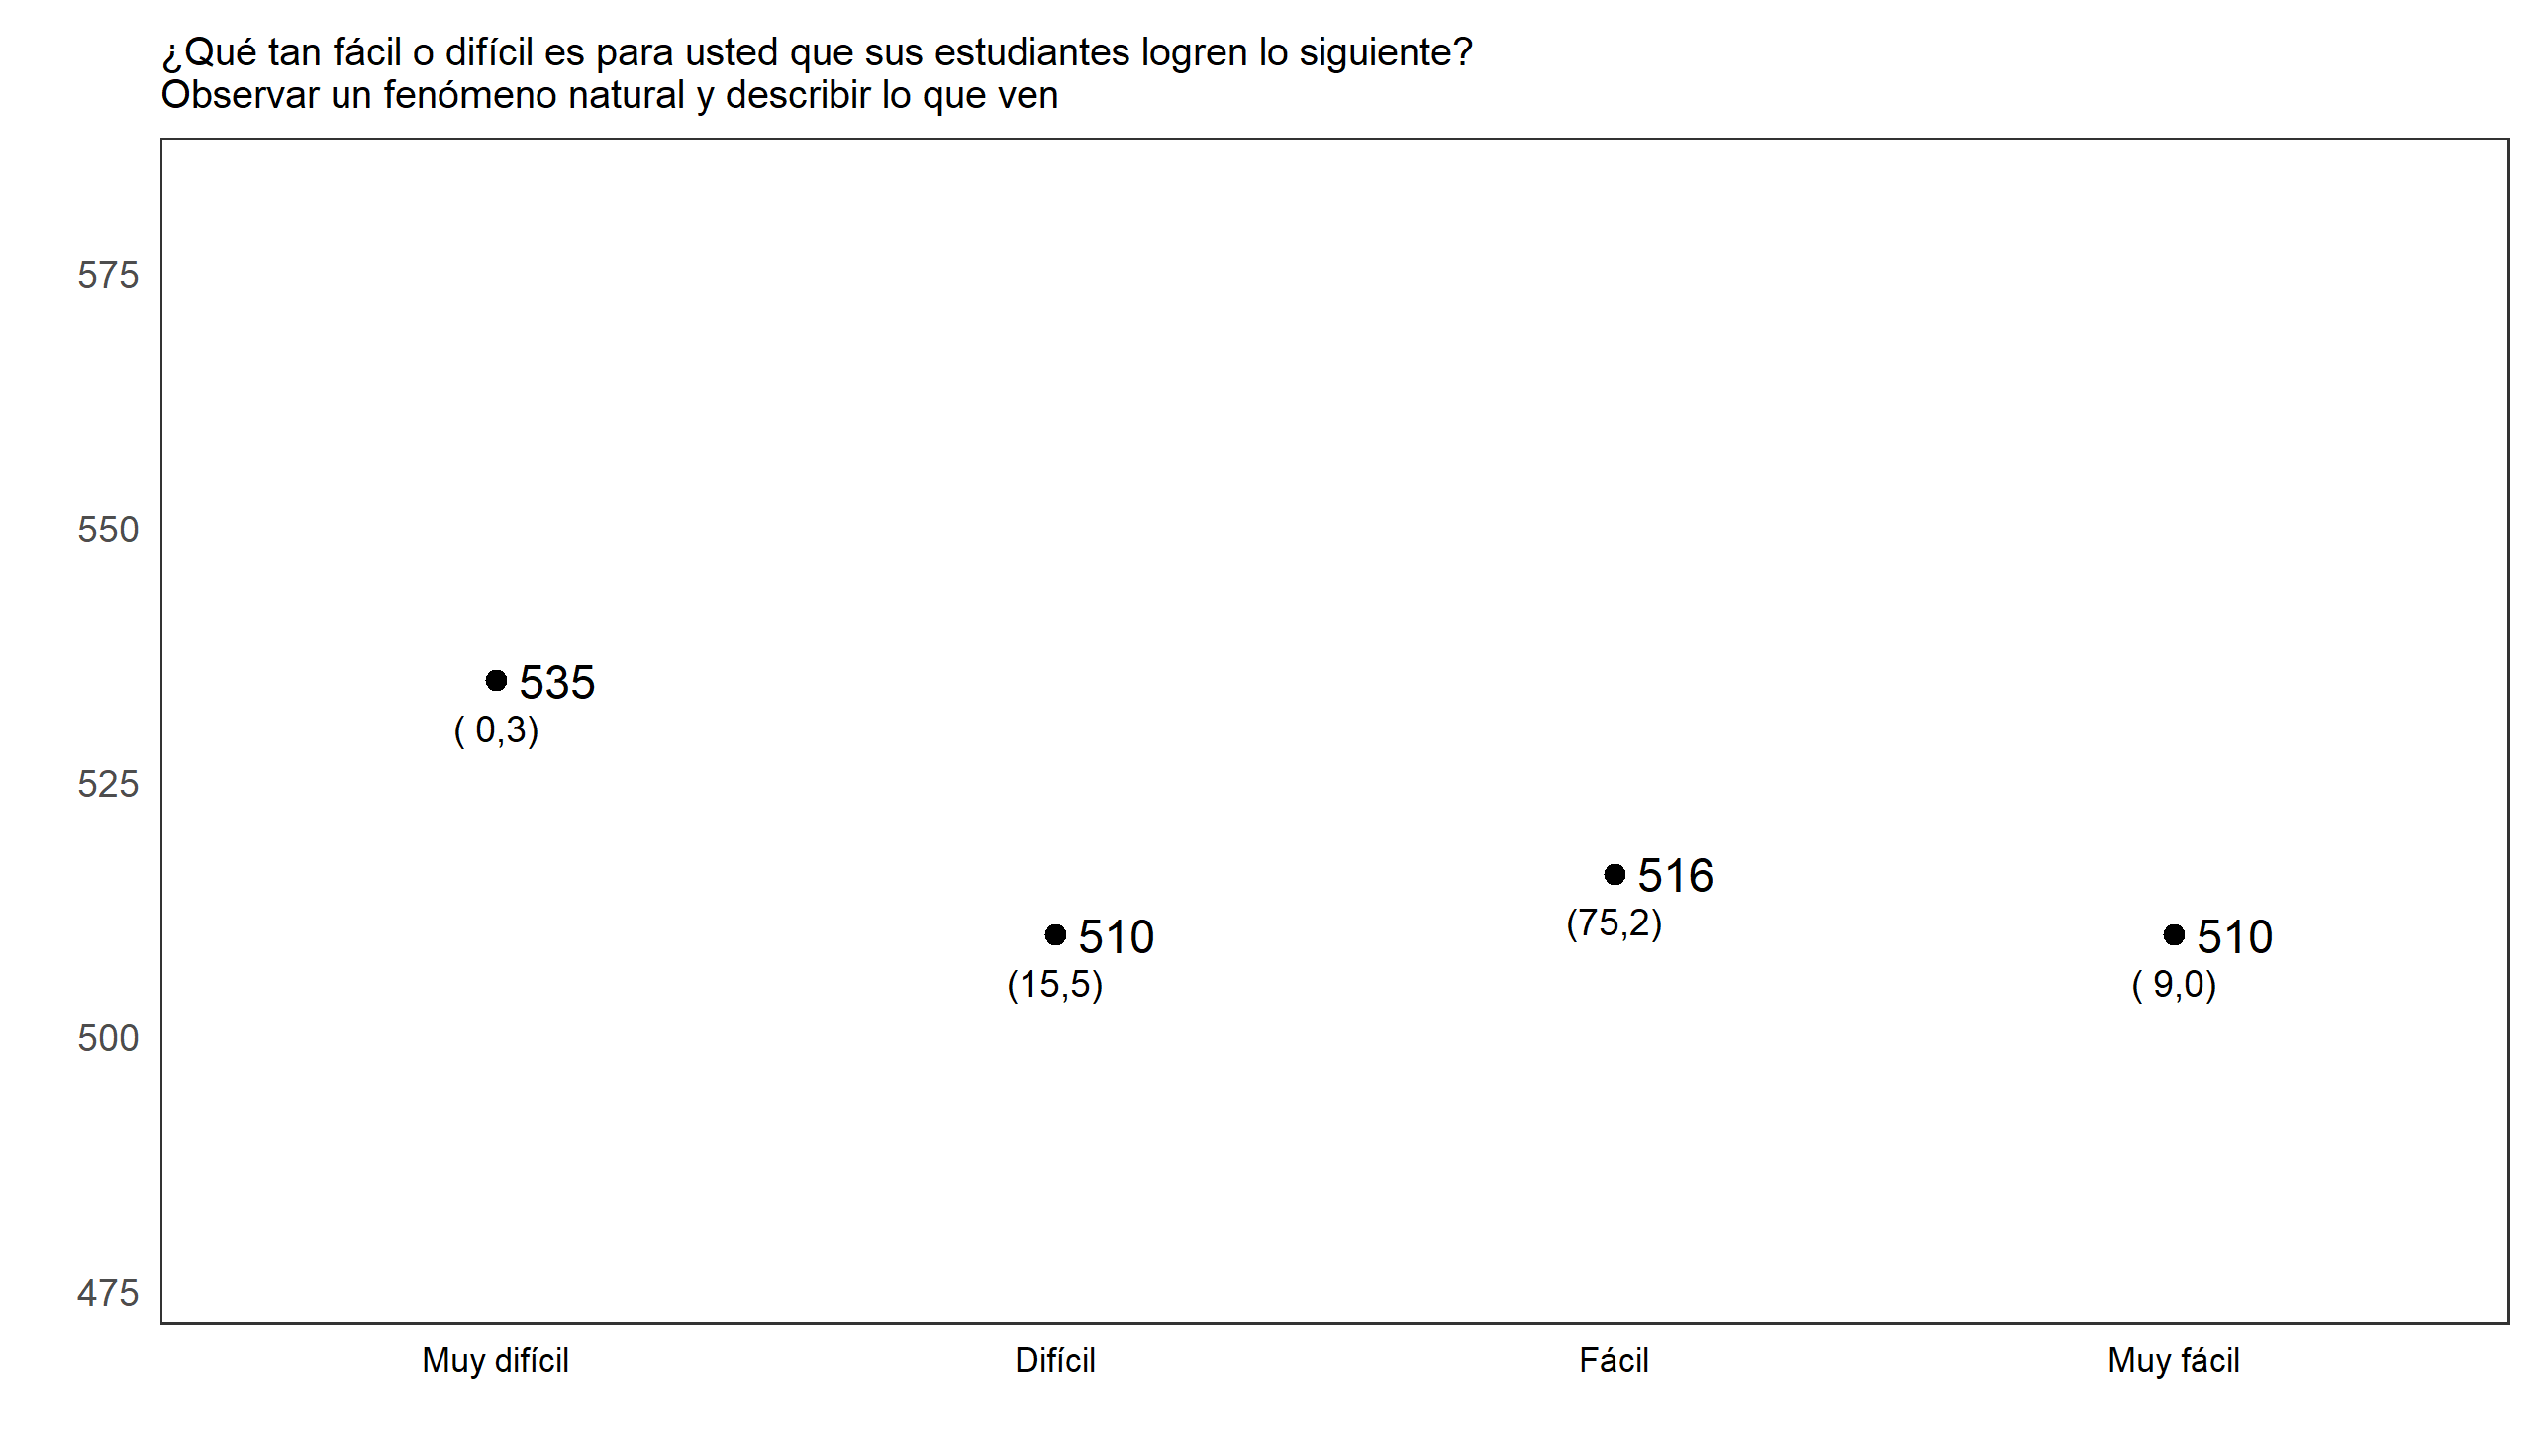 ¿Qué tan fácil o difícil es para usted que sus estudiantes logren lo siguiente?
Observar un fenómeno natural y describir lo que ven
575
550
525
500
475
535
( 0,3)
510
(15,5)
516
(75,2)
510
( 9,0)
Muy difícil
Difícil
Fácil
Muy fácil